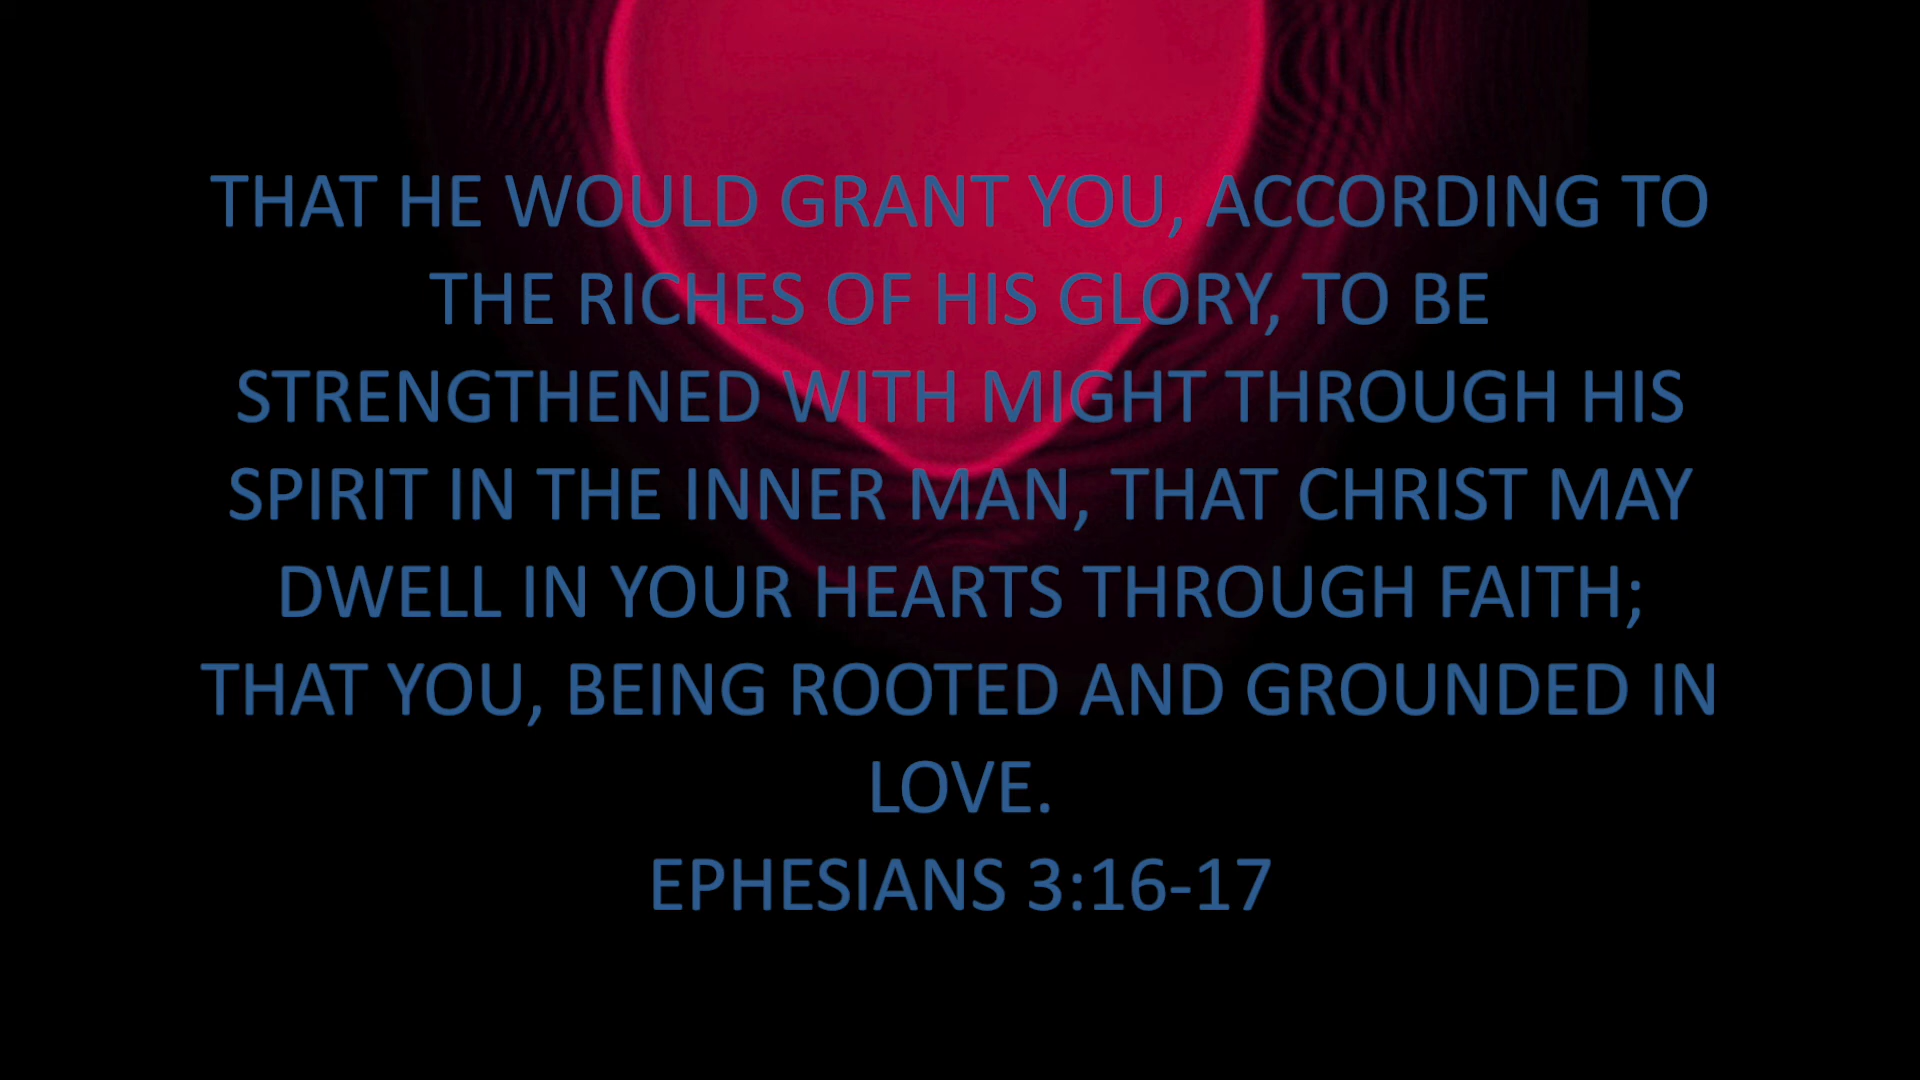 THAT HE WOULD GRANT YOU, ACCORDING TO
THE RICHES OF HIS GLORY, TO BE
STRENGTHENED WITH MIGHT THROUGH HIS
SPIRIT IN THE INNER MAN, THAT CHRIST MAY
DWELL IN YOUR HEARTS THROUGH FAITH;
THAT YOU, BEING ROOTED AND GROUNDED IN
LOVE.
EPHESIANS 3:16-17